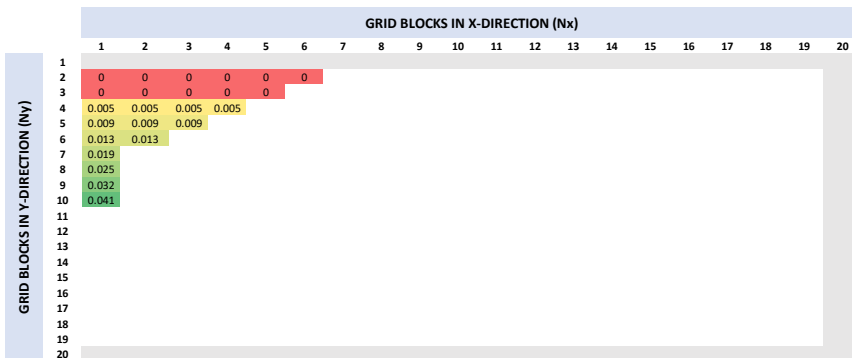 GRID BLOCKS IN X-DIRECTION (Nx)
1 2 3 4 5 6 7 8 9 10 11 12 13 14 15 16 17 18 19 20
GRID BLOCKS IN Y-DIRECTION (Ny)
1
2 0 0 0 0 0 0
3 0 0 0 0 0
4 0.005 0.005 0.005 0.005
5 0.009 0.009 0.009
6 0.013 0.013
7 0.019
8 0.025
9 0.032
10 0.041
11
12
13
14
15
16
17
18
19
20